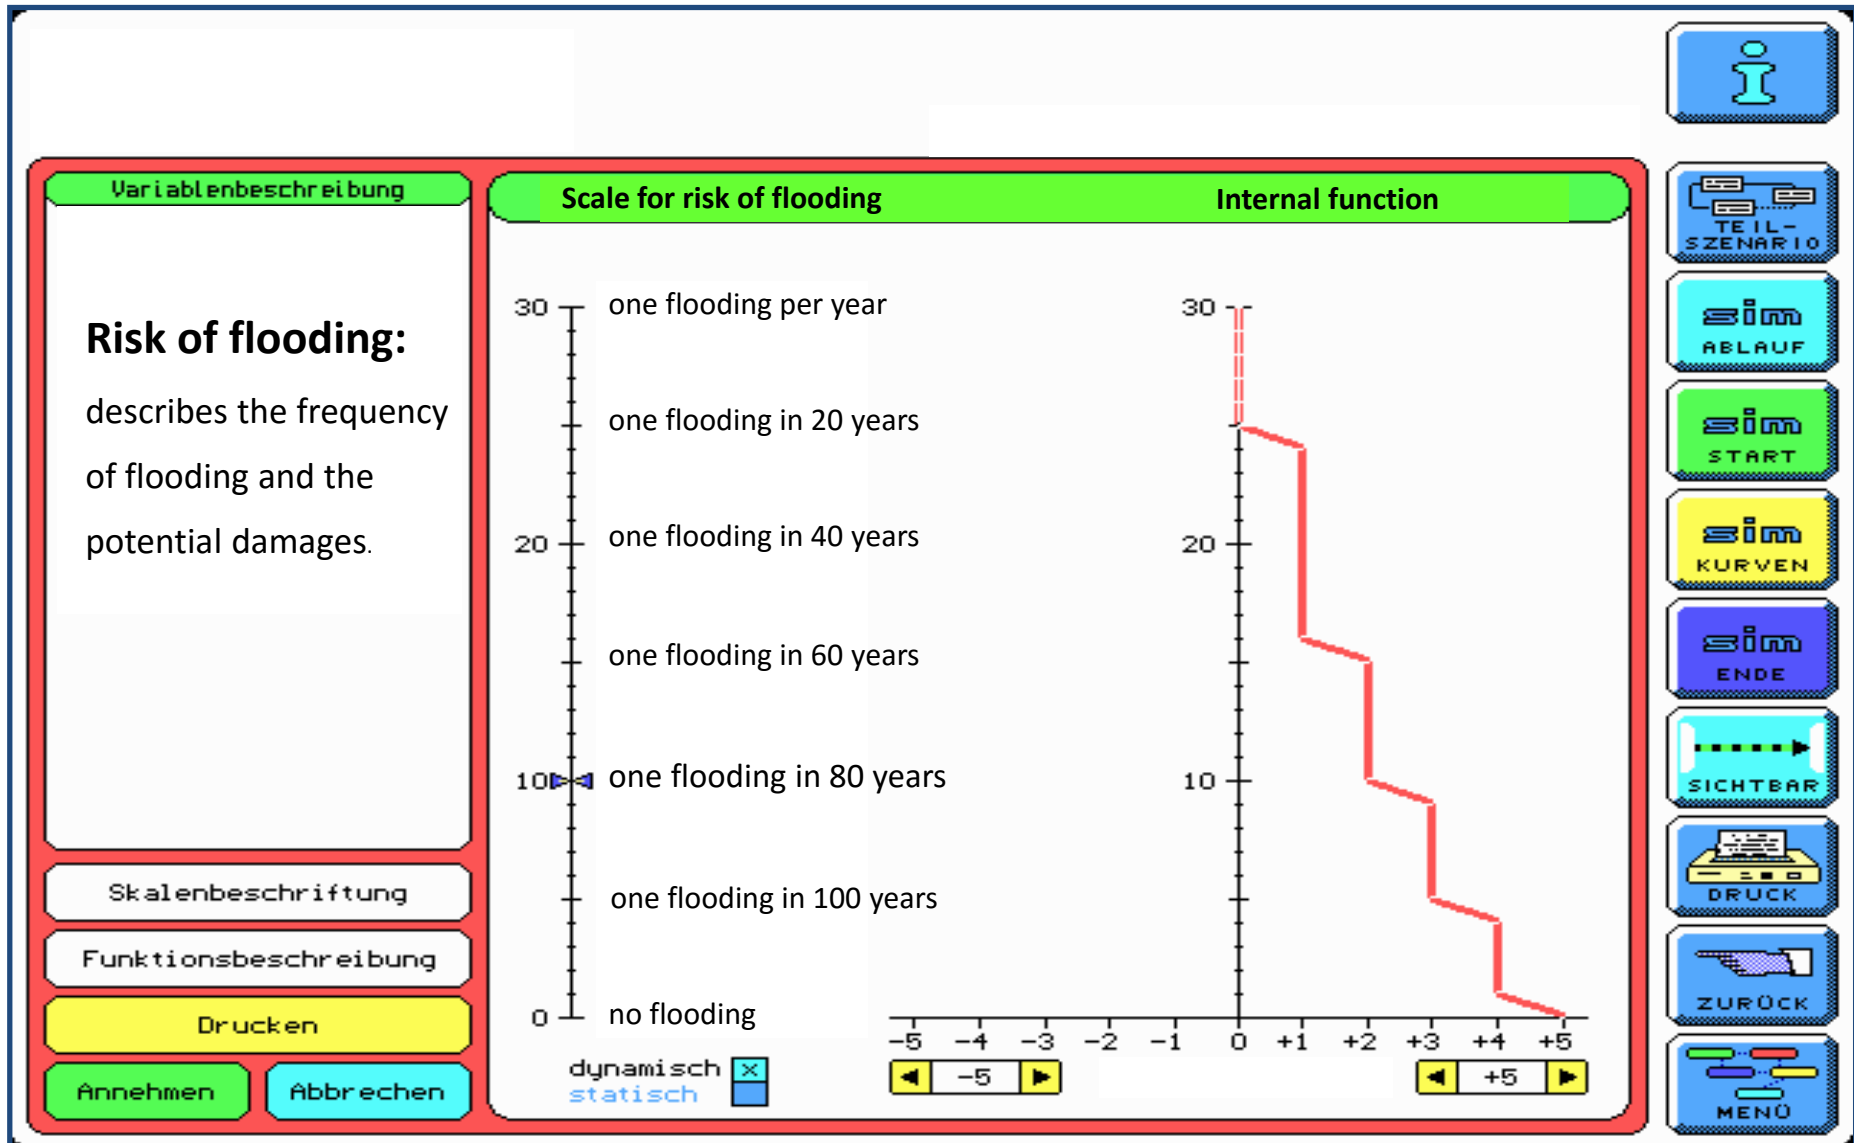 Variablenbeschreibung
Risk of flooding:
describes the frequency
of flooding and the
potential damages.
Skalenbeschriftung
Funktionsbeschreibung
Drucken
Annehmen
Abbrechen
Scale for risk of flooding
Internal function
30 one flooding per year
one flooding in 20 years
20 one flooding in 40 years
one flooding in 60 years
10 one flooding in 80 years
one flooding in 100 years
0 no flooding
dynamisch x
statisch
30
20
10
-5 -4 -3 -2 -1 0 +1 +2 +3 +4 +5
-5
+5
i
TEIL-
SZENARIO
sim
ABLAUF
sim
START
sim
KURVEN
sim
ENDE
SICHTBAR
DRUCK
ZURÜCK
MENÜ